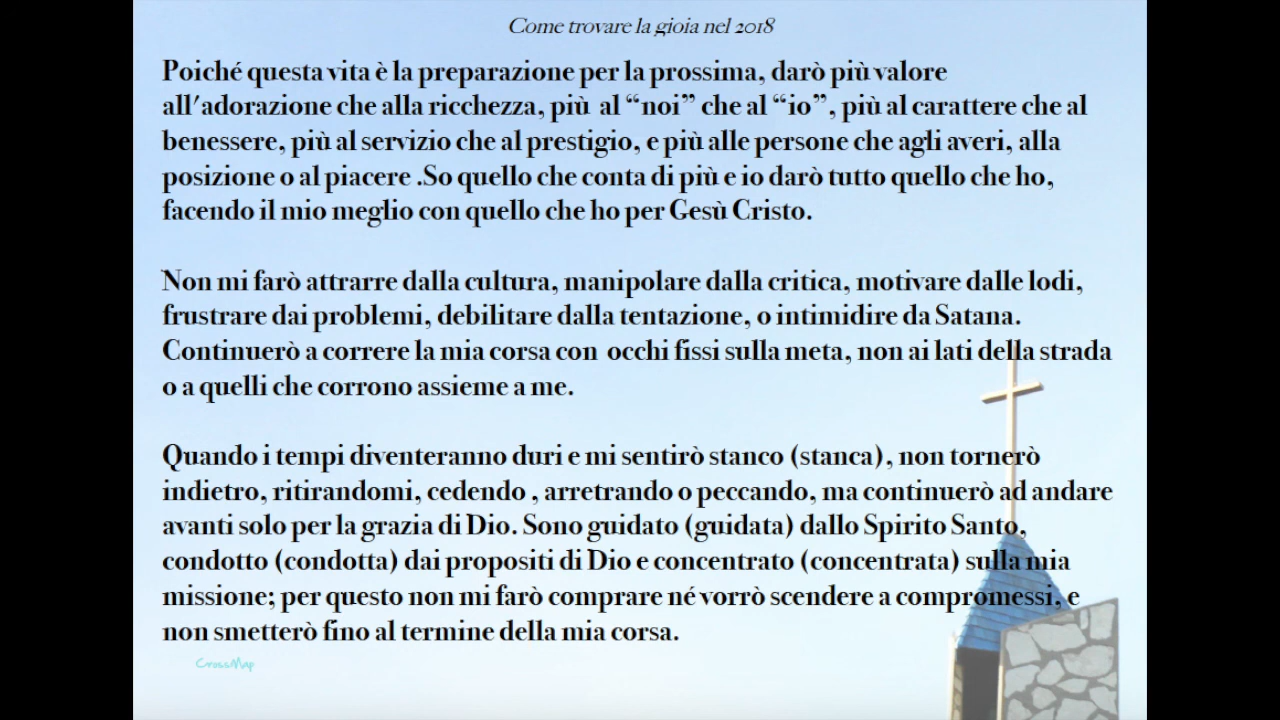 Come trovare la gioia nel 2018
Poiché questa vita è la preparazione per la prossima, darò più valore
all'adorazione che alla ricchezza, più  al “noi” che al “io”, più al carattere che al
benessere, più al servizio che al prestigio, e più alle persone che agli averi, alla
posizione o al piacere .So quello che conta di più e io darò tutto quello che ho,
facendo il mio meglio con quello che ho per Gesù Cristo.
Non mi farò attrarre dalla cultura, manipolare dalla critica, motivare dalle lodi,
frustrare dai problemi, debilitare dalla tentazione, o intimidire da Satana.
Continuerò a correre la mia corsa con  occhi fissi sulla meta, non ai lati della strada
o a quelli che corrono assieme a me.
Quando i tempi diventeranno duri e mi sentirò stanco (stanca), non tornerò
indietro, ritirandomi, cedendo , arretrando o peccando, ma continuerò ad andare
avanti solo per la grazia di Dio. Sono guidato (guidata) dallo Spirito Santo,
condotto (condotta) dai propositi di Dio e concentrato (concentrata) sulla mia
missione; per questo non mi farò comprare né vorrò scendere a compromessi, e
non smetterò fino al termine della mia corsa.
CrossMap